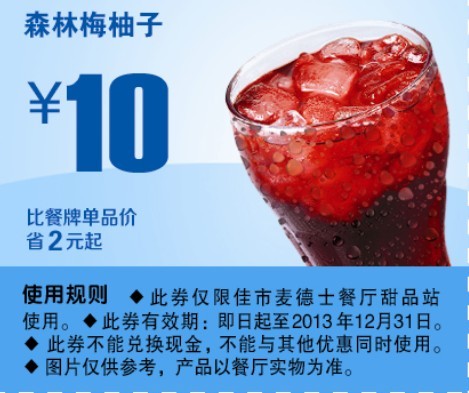 森林梅柚子
¥10
比餐牌单品价
省2元起
使用规则 ◆此券仅限佳市麦德士餐厅甜品站
使用。◆此券有效期：即日起至2013年12月31日。
◆ 此券不能兑换现金，不能与其他优惠同时使用。
◆ 图片仅供参考，产品以餐厅实物为准。